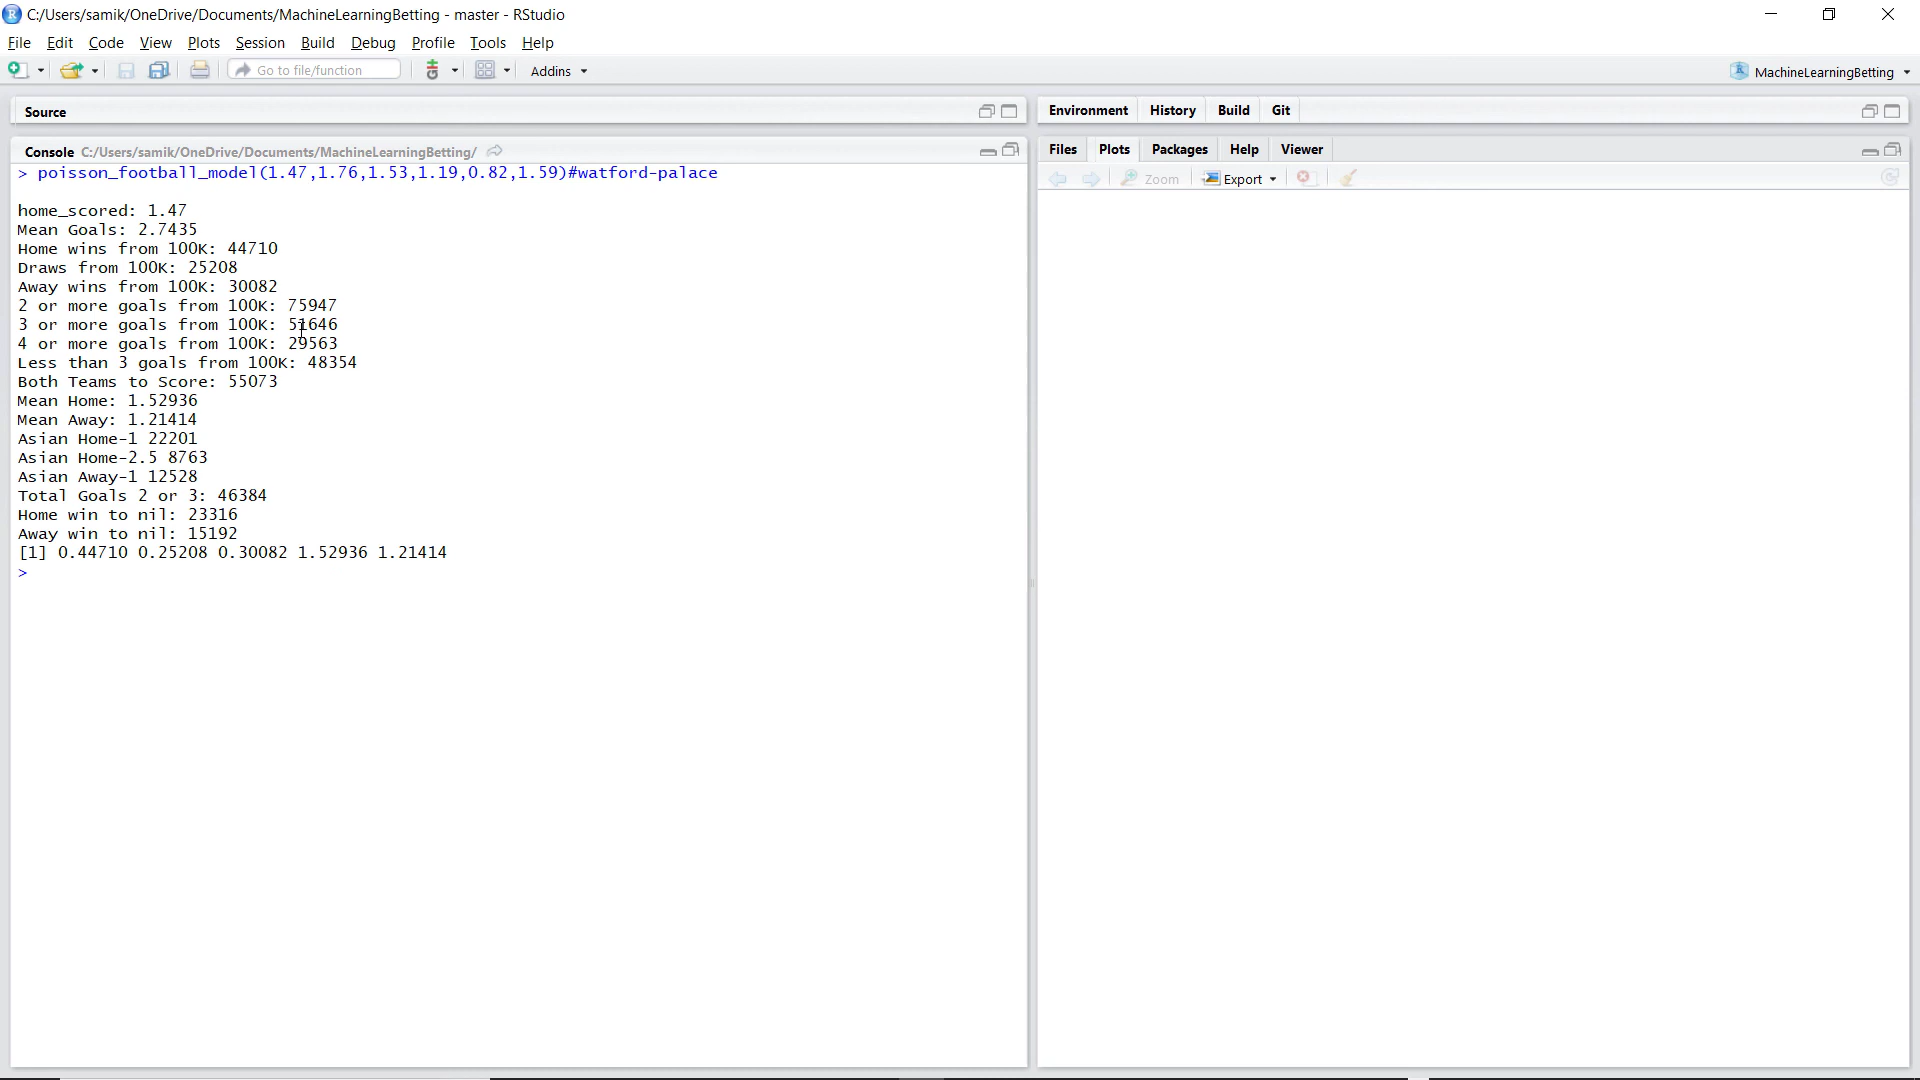 C:/Users/samik/OneDrive/Documents/MachineLearningBetting - master - RStudio
File Edit Code View Plots Session Build Debug Profile Tools Help
Go to file/function Addins MachineLearningBetting
Source
Environment History Build Git
Console C:/Users/samik/OneDrive/Documents/MachineLearningBetting/
Files Plots Packages Help Viewer
Zoom Export
> poisson_football_model(1.47,1.76,1.53,1.19,0.82,1.59)#watford-palace
home_scored: 1.47
Mean Goals: 2.7435
Home wins from 100K: 44710
Draws from 100K: 25208
Away wins from 100K: 30082
2 or more goals from 100K: 75947
3 or more goals from 100K: 51646
4 or more goals from 100K: 29563
Less than 3 goals from 100K: 48354
Both Teams to Score: 55073
Mean Home: 1.52936
Mean Away: 1.21414
Asian Home-1 22201
Asian Home-2.5 8763
Asian Away-1 12528
Total Goals 2 or 3: 46384
Home win to nil: 23316
Away win to nil: 15192
[1] 0.44710 0.25208 0.30082 1.52936 1.21414
>